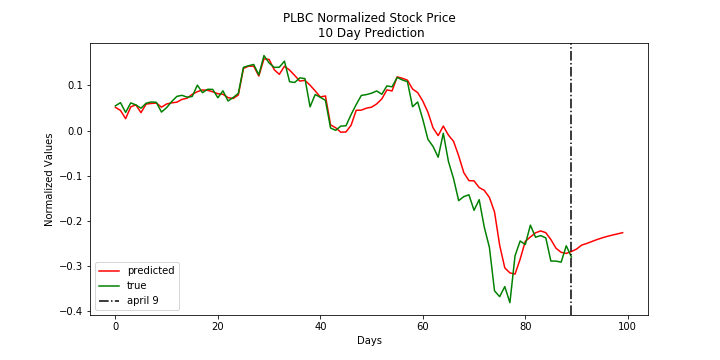 PLBC Normalized Stock Price
10 Day Prediction
Normalized Values
0.1
0.0
−0.1
−0.2
−0.3
−0.4
predicted
true
april 9
0 20 40 60 80 100
Days